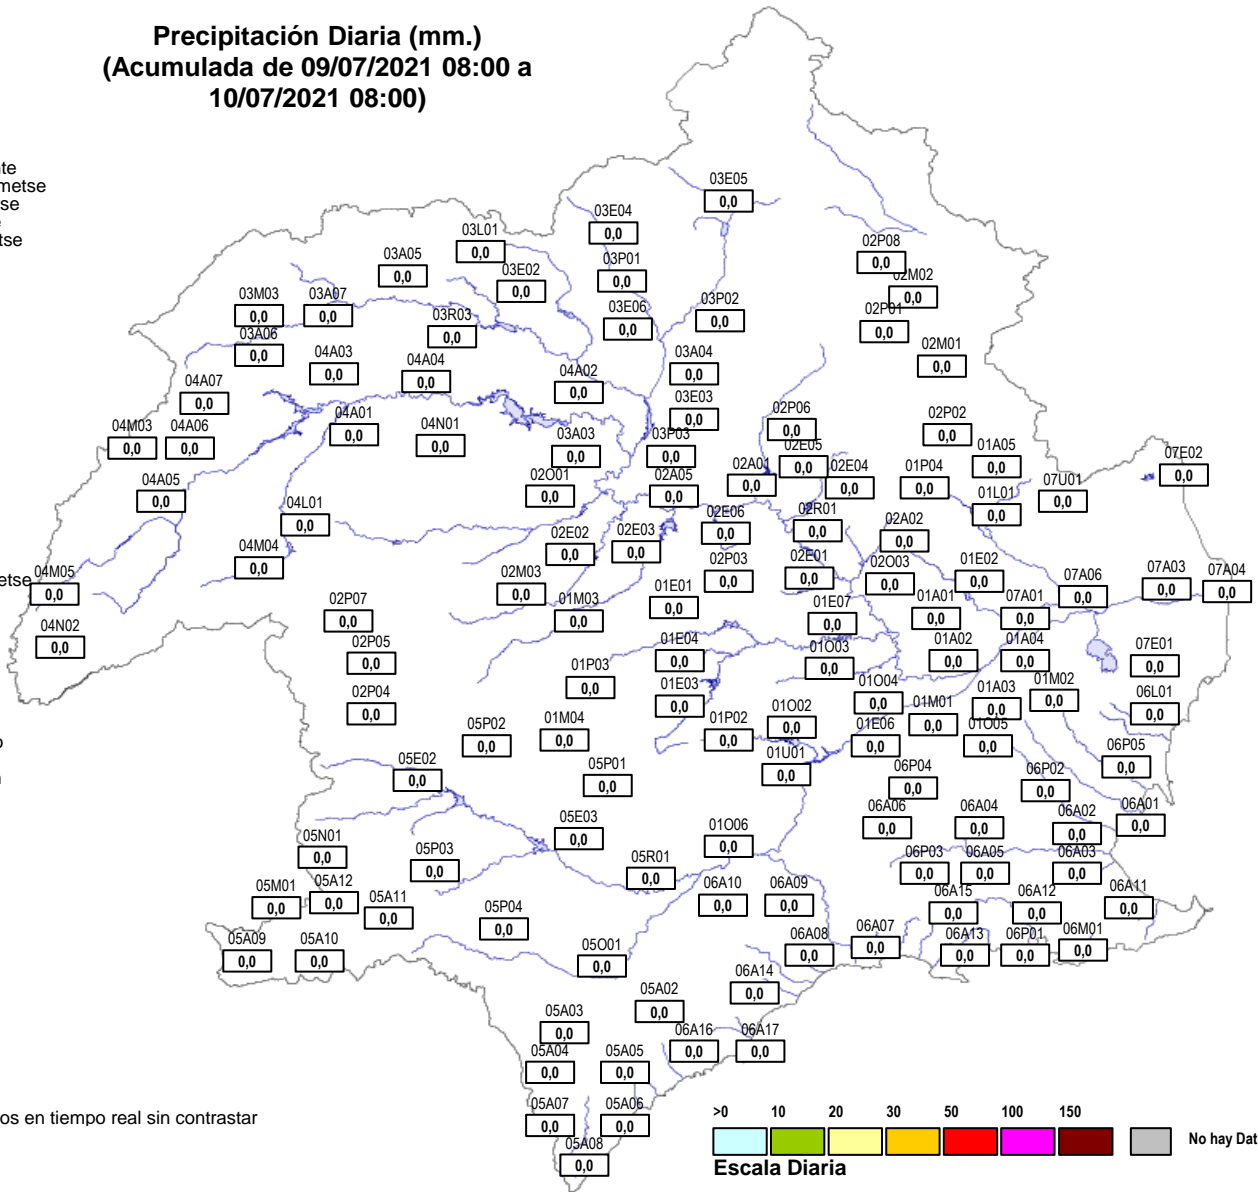 Precipitación Diaria (mm.)
(Acumulada de 09/07/2021 08:00 a
10/07/2021 08:00)
te
metse
se
tse
03E05
0,0
03E04
0,0
03L01
0,0
03A05
0,0
03E02
0,0
03P01
0,0
02P08
0,0
02M02
0,0
03M03
0,0
03A07
0,0
03R03
0,0
03E06
0,0
03P02
0,0
02P01
0,0
03A06
0,0
04A03
0,0
04A04
0,0
04A02
0,0
03A04
0,0
02M01
0,0
04A07
0,0
03E03
0,0
04M03
0,0
04A06
0,0
04A01
0,0
04N01
0,0
03A03
0,0
03P03
0,0
02P06
0,0
02E05
0,0
02P02
0,0
01A05
0,0
07E02
0,0
04A05
0,0
02O01
0,0
02A05
0,0
02A01
0,0
02E04
0,0
01P04
0,0
01L01
0,0
07U01
0,0
04L01
0,0
02E06
0,0
02R01
0,0
02A02
0,0
04M04
0,0
02E02
0,0
02E03
0,0
metse
04M05
0,0
02M03
0,0
02P03
0,0
02E01
0,0
02O03
0,0
01E02
0,0
07A06
0,0
07A03
0,0
07A04
0,0
04N02
0,0
02P07
0,0
01M03
0,0
01E01
0,0
01E07
0,0
01A01
0,0
07A01
0,0
02P05
0,0
01E04
0,0
01O03
0,0
01A02
0,0
01A04
0,0
07E01
0,0
02P04
0,0
01P03
0,0
01E03
0,0
01O04
0,0
01M01
0,0
01A03
0,0
01M02
0,0
06L01
0,0
05P02
0,0
01M04
0,0
01P02
0,0
01O02
0,0
01E06
0,0
01O05
0,0
05E02
0,0
05P01
0,0
01U01
0,0
06P04
0,0
06P02
0,0
06P05
0,0
05E03
0,0
01O06
0,0
06A06
0,0
06A04
0,0
06A02
0,0
06A01
0,0
05N01
0,0
05P03
0,0
05R01
0,0
06P03
0,0
06A05
0,0
06A03
0,0
05M01
0,0
05A12
0,0
05A11
0,0
06A10
0,0
06A09
0,0
06A15
0,0
06A12
0,0
06A11
0,0
05P04
0,0
05A09
0,0
05A10
0,0
05O01
0,0
06A08
0,0
06A07
0,0
06A13
0,0
06P01
0,0
06M01
0,0
06A14
0,0
05A02
0,0
05A03
0,0
06A16
0,0
06A17
0,0
05A04
0,0
05A05
0,0
05A07
0,0
05A06
0,0
05A08
0,0
os en tiempo real sin contrastar
>0 10 20 30 50 100 150
No hay Dat
Escala Diaria